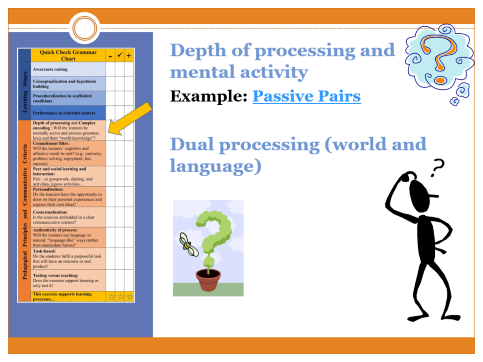 Quick Check Grammar
Chart
-
✓
+
Learning Stages
Awareness raising
Conceptualisation and hypothesis
building
Proceduralization in scaffolded
conditions
Performance in real-time context
Pedagogical Principles and Communicative Criteria
Depth of processing and Complex
encoding: Will the learners be
mentally active and process grammar,
lexis and their "world knowledge"?
Commitment filter:
Will the learners' cognitive and
affective needs be met? (e.g.: curiosity,
problem solving, enjoyment, fun,
success)
Peer and social learning and
interaction:
Pair – or groupwork, sharing, oral
activities, jigsaw activities...
Personalisation:
Do the learners have the opportunity to
draw on their personal experiences and
express their own ideas?
Contextualisation:
Is the exercise embedded in a clear
communicative context?
Authenticity of process:
Will the learners use language in
natural, "language-like" ways (rather
than manipulate forms)?
Task-based:
Do the students fulfil a purposeful task
that will have an outcome or end
product?
Testing versus teaching:
Does the exercise support learning or
only test it?
This exercise supports learning
processes...
☆ ☆ ☆
Depth of processing and
mental activity
Example: Passive Pairs
Dual processing (world and
language)
?
?